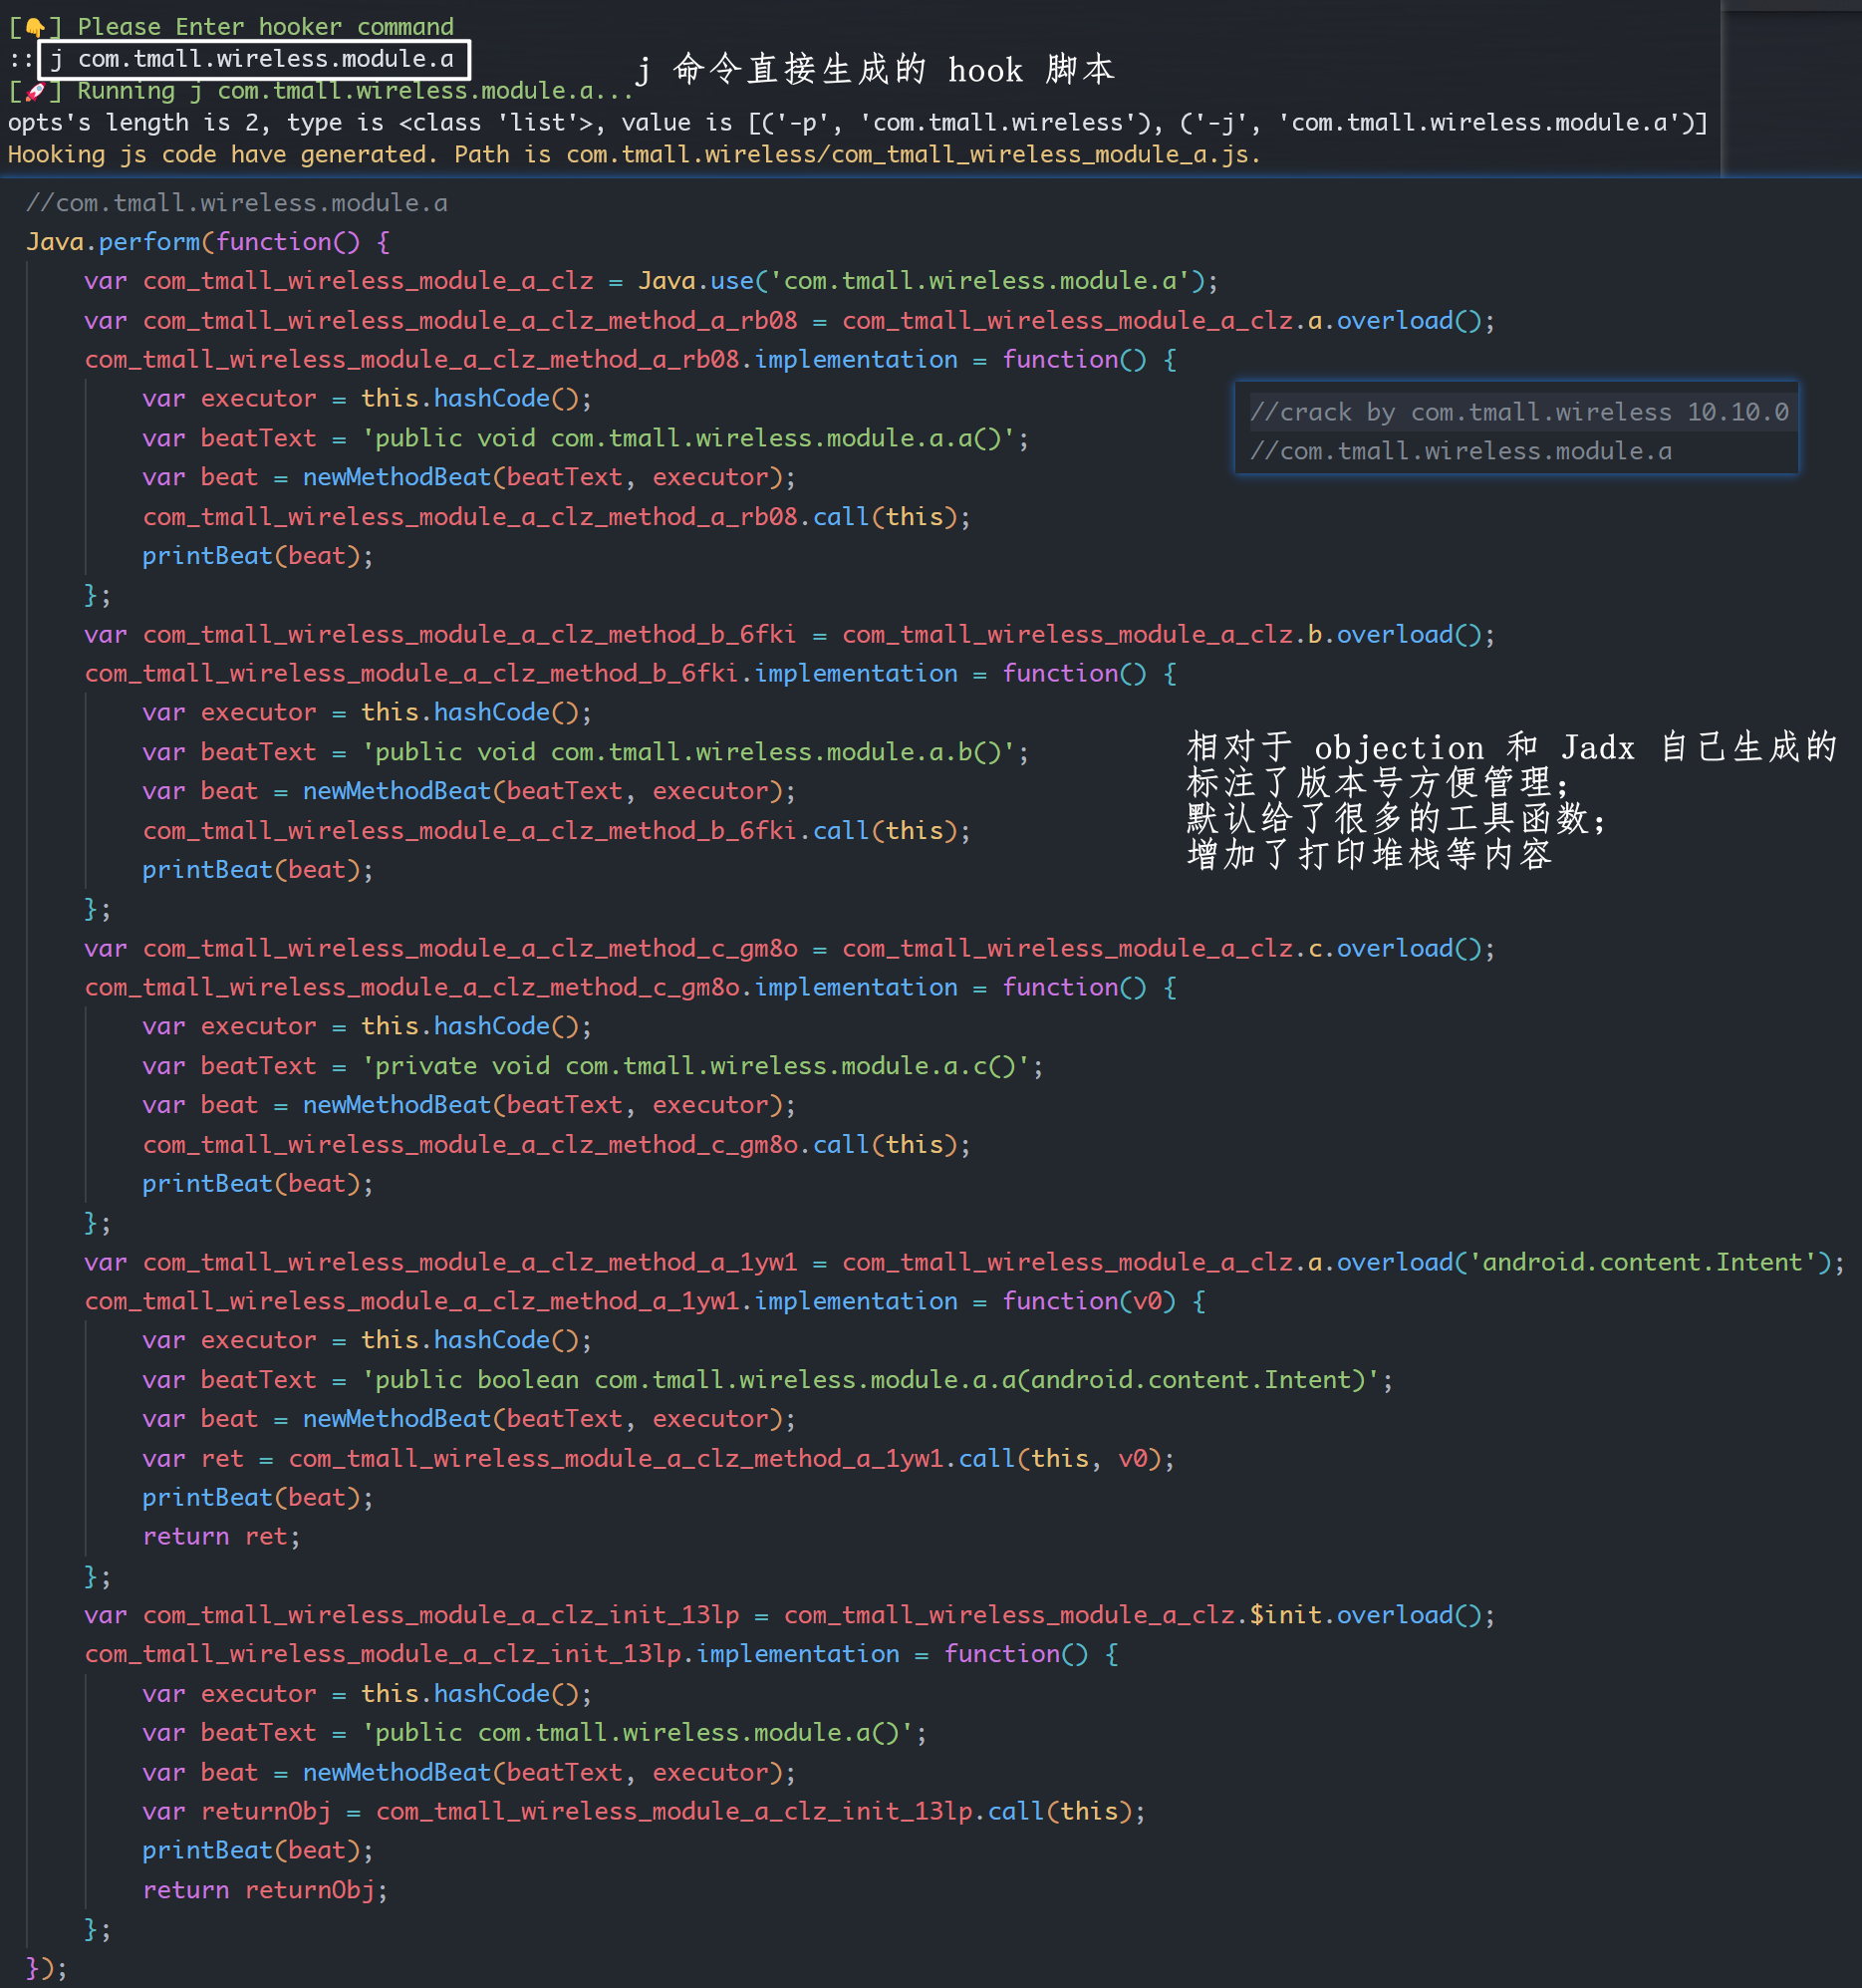 [👇] Please Enter hooker command
:: j com.tmall.wireless.module.a
j 命令直接生成的 hook 脚本
[🚀] Running j com.tmall.wireless.module.a...
opts's length is 2, type is <class 'list'>, value is [('-p', 'com.tmall.wireless'), ('-j', 'com.tmall.wireless.module.a')]
Hooking js code have generated. Path is com.tmall.wireless/com_tmall_wireless_module_a.js.
//com.tmall.wireless.module.a
Java.perform(function() {
    var com_tmall_wireless_module_a_clz = Java.use('com.tmall.wireless.module.a');
    var com_tmall_wireless_module_a_clz_method_a_rb08 = com_tmall_wireless_module_a_clz.a.overload();
    com_tmall_wireless_module_a_clz_method_a_rb08.implementation = function() {
        var executor = this.hashCode();
        var beatText = 'public void com.tmall.wireless.module.a.a()';
        var beat = newMethodBeat(beatText, executor);
        com_tmall_wireless_module_a_clz_method_a_rb08.call(this);
        printBeat(beat);
    };
//crack by com.tmall.wireless 10.10.0
//com.tmall.wireless.module.a
    var com_tmall_wireless_module_a_clz_method_b_6fki = com_tmall_wireless_module_a_clz.b.overload();
    com_tmall_wireless_module_a_clz_method_b_6fki.implementation = function() {
        var executor = this.hashCode();
        var beatText = 'public void com.tmall.wireless.module.a.b()';
        var beat = newMethodBeat(beatText, executor);
        com_tmall_wireless_module_a_clz_method_b_6fki.call(this);
        printBeat(beat);
    };
相对于 objection 和 Jadx 自己生成的
标注了版本号方便管理;
默认给了很多的工具函数;
增加了打印堆栈等内容
    var com_tmall_wireless_module_a_clz_method_c_gm8o = com_tmall_wireless_module_a_clz.c.overload();
    com_tmall_wireless_module_a_clz_method_c_gm8o.implementation = function() {
        var executor = this.hashCode();
        var beatText = 'private void com.tmall.wireless.module.a.c()';
        var beat = newMethodBeat(beatText, executor);
        com_tmall_wireless_module_a_clz_method_c_gm8o.call(this);
        printBeat(beat);
    };
    var com_tmall_wireless_module_a_clz_method_a_1yw1 = com_tmall_wireless_module_a_clz.a.overload('android.content.Intent');
    com_tmall_wireless_module_a_clz_method_a_1yw1.implementation = function(v0) {
        var executor = this.hashCode();
        var beatText = 'public boolean com.tmall.wireless.module.a.a(android.content.Intent)';
        var beat = newMethodBeat(beatText, executor);
        var ret = com_tmall_wireless_module_a_clz_method_a_1yw1.call(this, v0);
        printBeat(beat);
        return ret;
    };
    var com_tmall_wireless_module_a_clz_init_13lp = com_tmall_wireless_module_a_clz.$init.overload();
    com_tmall_wireless_module_a_clz_init_13lp.implementation = function() {
        var executor = this.hashCode();
        var beatText = 'public com.tmall.wireless.module.a()';
        var beat = newMethodBeat(beatText, executor);
        var returnObj = com_tmall_wireless_module_a_clz_init_13lp.call(this);
        printBeat(beat);
        return returnObj;
    };
});